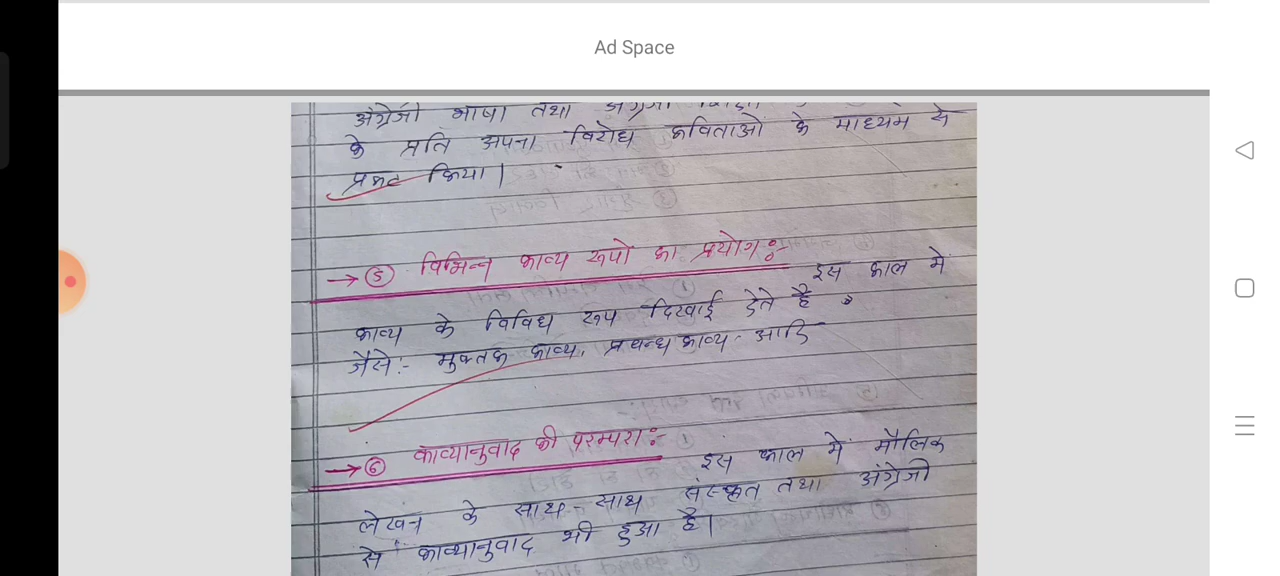 Ad Space
अंग्रेजी भाषा तथा
के प्रति अपना विरोध कविताओ के माध्यम से
प्रकट किया।
→ ⑤ विभिन्न काव्य रूपों का प्रयोग:-
इस काल में
काव्य के विविध रूप दिखाई देते है।
जैसे:- मुक्तक काव्य, प्रबन्ध काव्य आदि
→ ⑥ काव्यानुवाद की परम्परा:-
इस काल में मौलिक
लेखन के साथ साथ संस्कृत तथा अंग्रेजी
से काव्यानुवाद भी हुआ है।